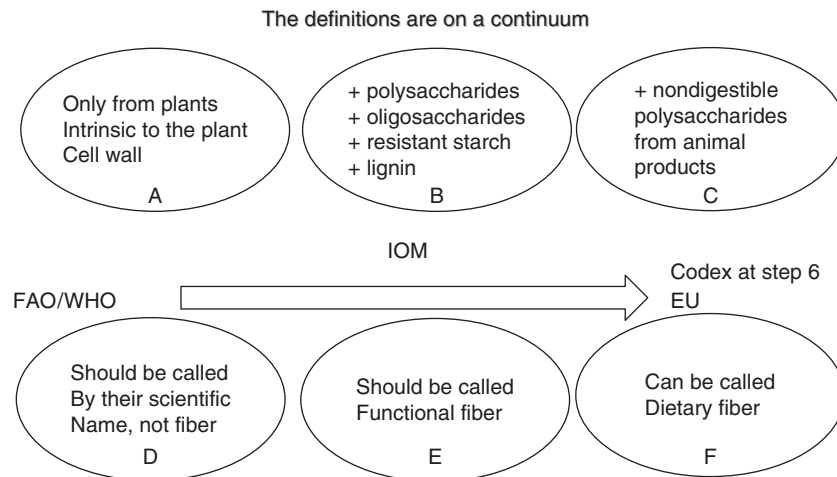 The definitions are on a continuum
Only from plants
Intrinsic to the plant
Cell wall
A
+ polysaccharides
+ oligosaccharides
+ resistant starch
+ lignin
B
+ nondigestible
polysaccharides
from animal
products
C
IOM
FAO/WHO
Codex at step 6
EU
Should be called
By their scientific
Name, not fiber
D
Should be called
Functional fiber
E
Can be called
Dietary fiber
F